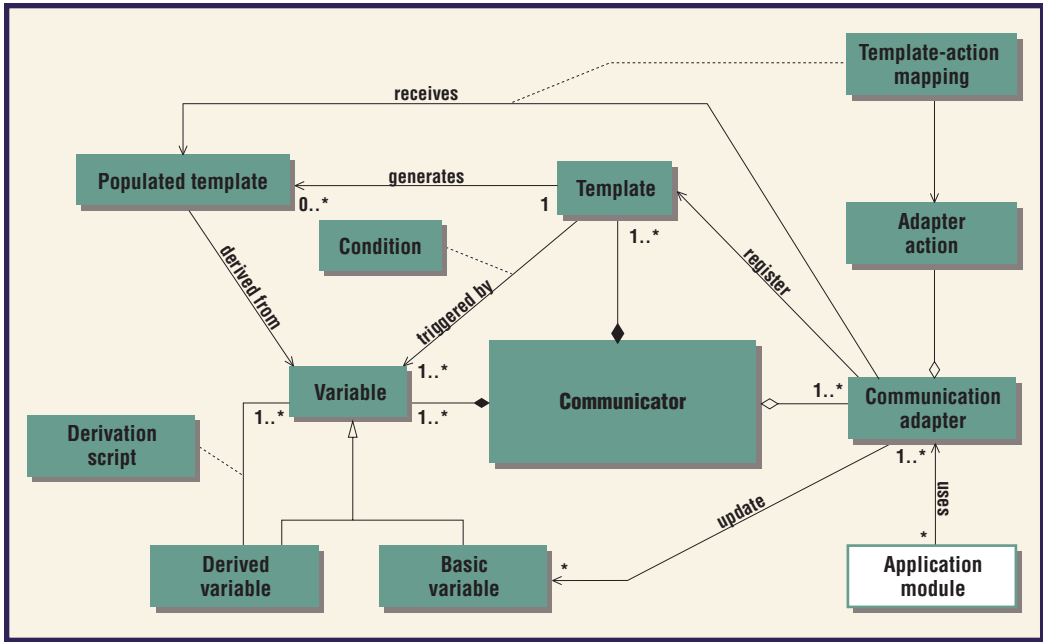 Template-action
mapping
receives
Populated template
generates
Template
0..*
1
1..*
Condition
Adapter
action
derived from
triggered by
register
Variable
1..*
1..*
1..*
Communicator
1..*
Communication
adapter
1..*
Derivation
script
update
uses
*
*
Derived
variable
Basic
variable
Application
module